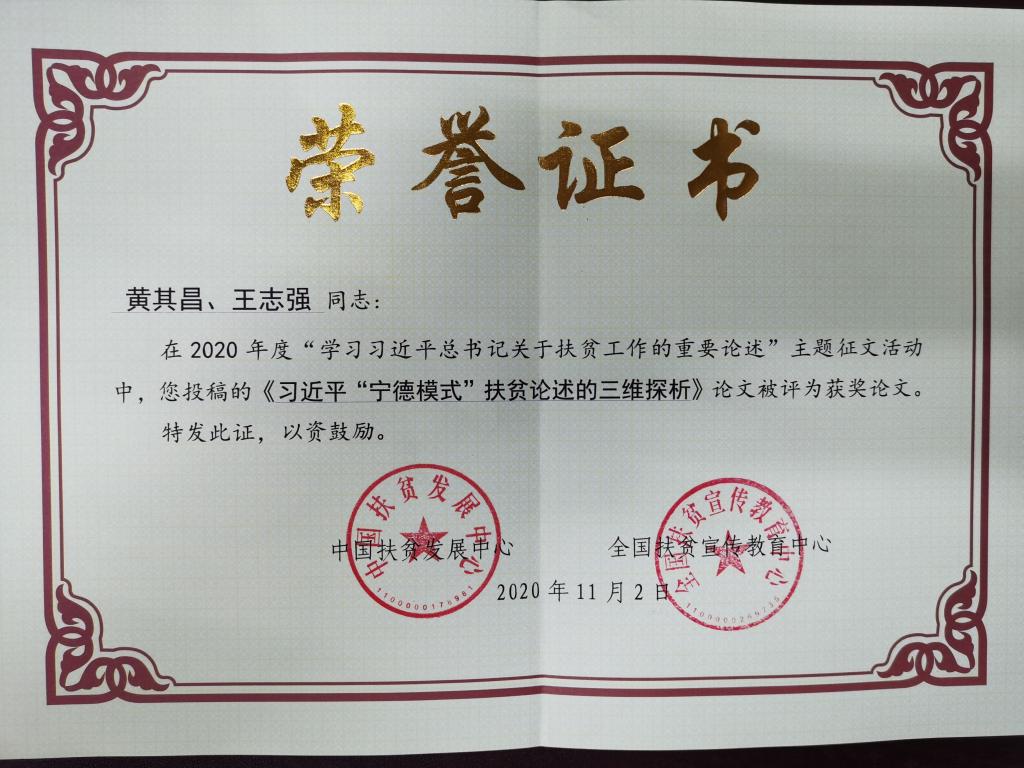 荣誉证书
黄其昌、王志强 同志：
在 2020 年度“学习习近平总书记关于扶贫工作的重要论述”主题征文活动
中，您投稿的《习近平“宁德模式”扶贫论述的三维探析》论文被评为获奖论文。
特发此证，以资鼓励。
中国扶贫发展中心
全国扶贫宣传教育中心
中国扶贫发展中心 全国扶贫宣传教育中心
2020 年 11 月 2 日